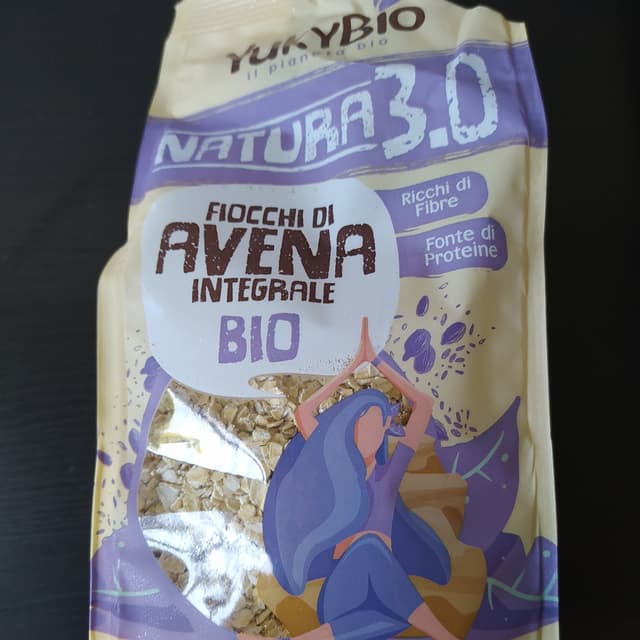 YUKYBIO
il pianeta bio
NATURA 3.0
Ricchi di
Fibre
Fonte di
Proteine
FIOCCHI DI
AVENA
INTEGRALE
BIO